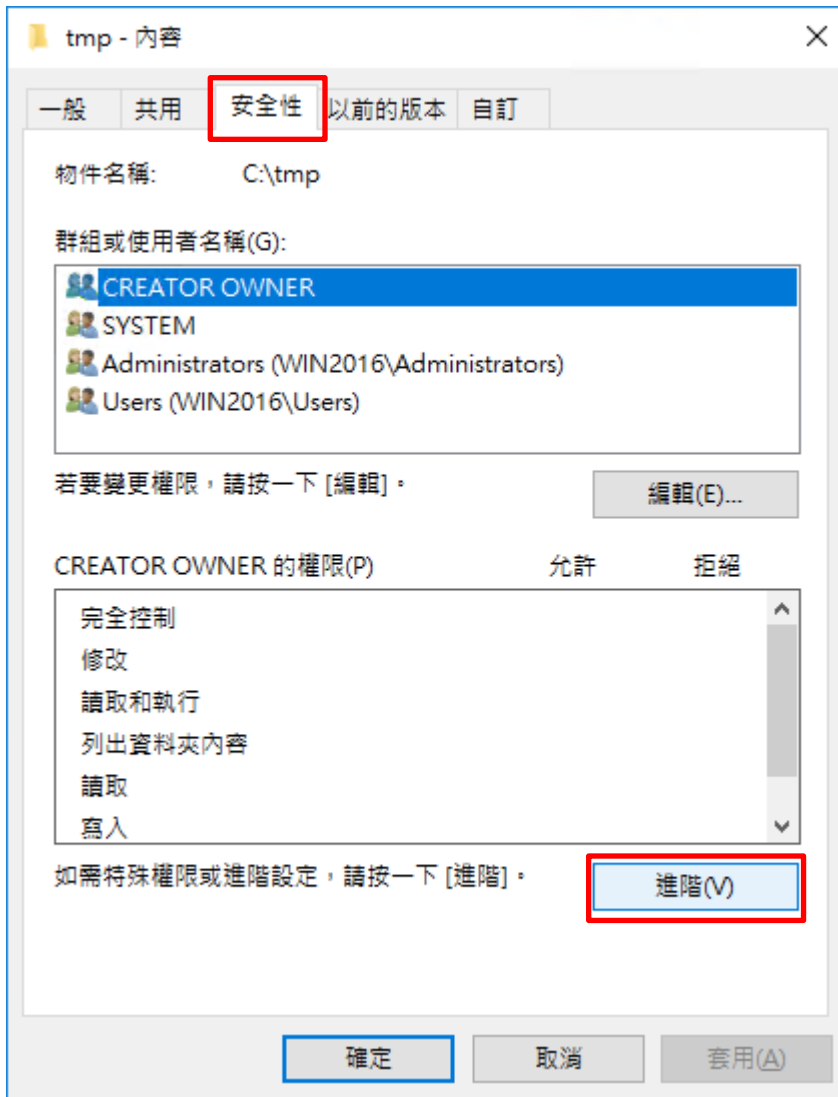 tmp - 內容
一般 共用 安全性 以前的版本 自訂
物件名稱: C:\tmp
群組或使用者名稱(G):
CREATOR OWNER
SYSTEM
Administrators (WIN2016\Administrators)
Users (WIN2016\Users)
若要變更權限，請按一下 [編輯]。
編輯(E)...
CREATOR OWNER 的權限(P) 允許 拒絕
完全控制
修改
讀取和執行
列出資料夾內容
讀取
寫入
如需特殊權限或進階設定，請按一下 [進階]。
進階(V)
確定 取消 套用(A)